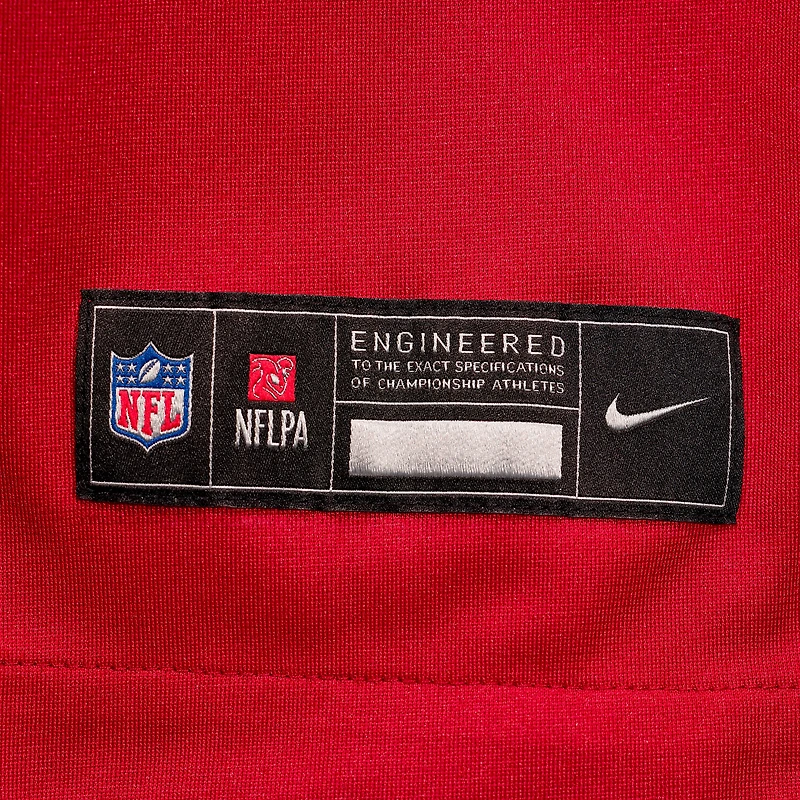 NFL
NFLPA
ENGINEERED
TO THE EXACT SPECIFICATIONS
OF CHAMPIONSHIP ATHLETES